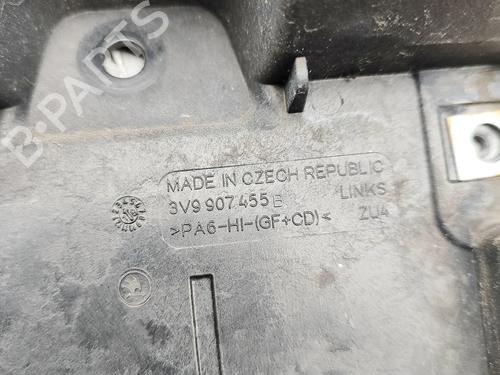 B-PARTS
MADE IN CZECH REPUBLIC
3V9 907 455 B LINKS
>PA6-HI-(GF+CD)< ZUA